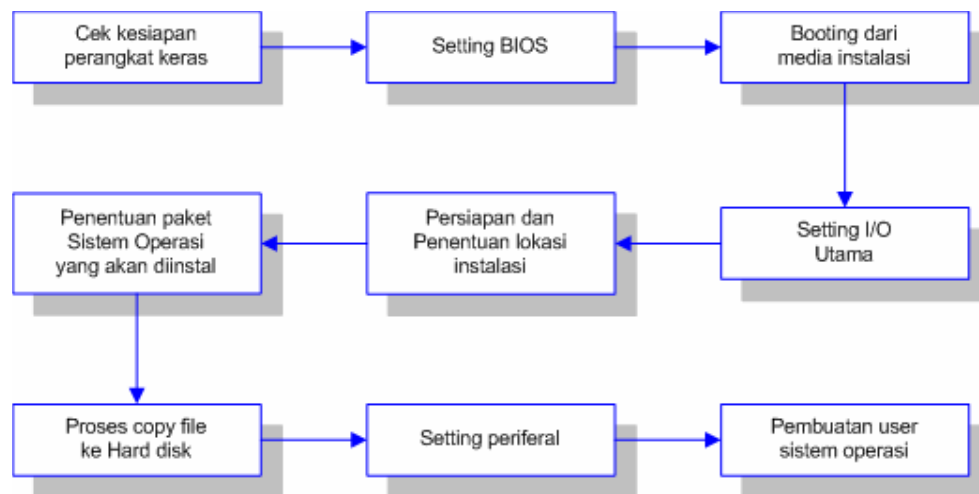 Cek kesiapan
perangkat keras
Setting BIOS
Booting dari
media instalasi
Setting I/O
Utama
Persiapan dan
Penentuan lokasi
instalasi
Penentuan paket
Sistem Operasi
yang akan diinstal
Proses copy file
ke Hard disk
Setting periferal
Pembuatan user
sistem operasi